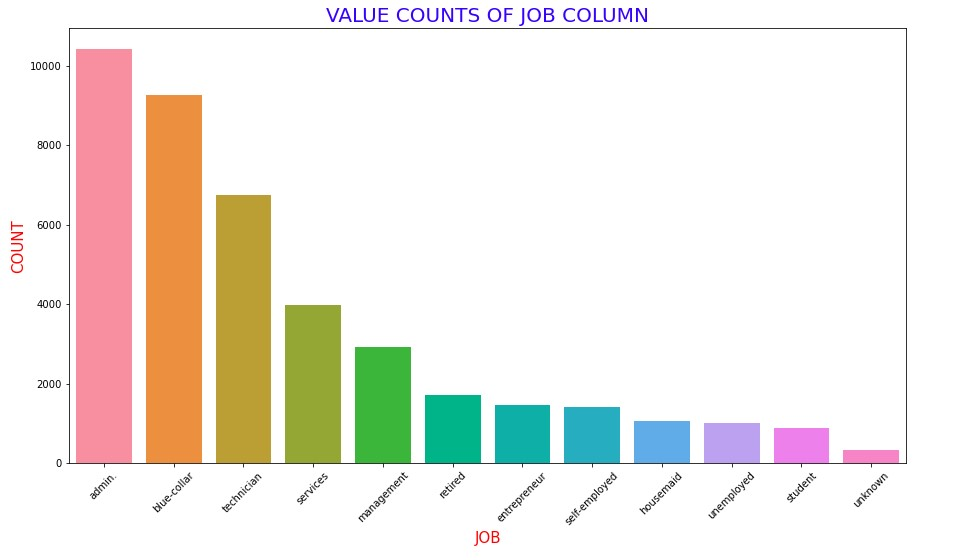 VALUE COUNTS OF JOB COLUMN
COUNT
10000
8000
6000
4000
2000
0
admin.
blue-collar
technician
services
management
retired
entrepreneur
self-employed
housemaid
unemployed
student
unknown
JOB